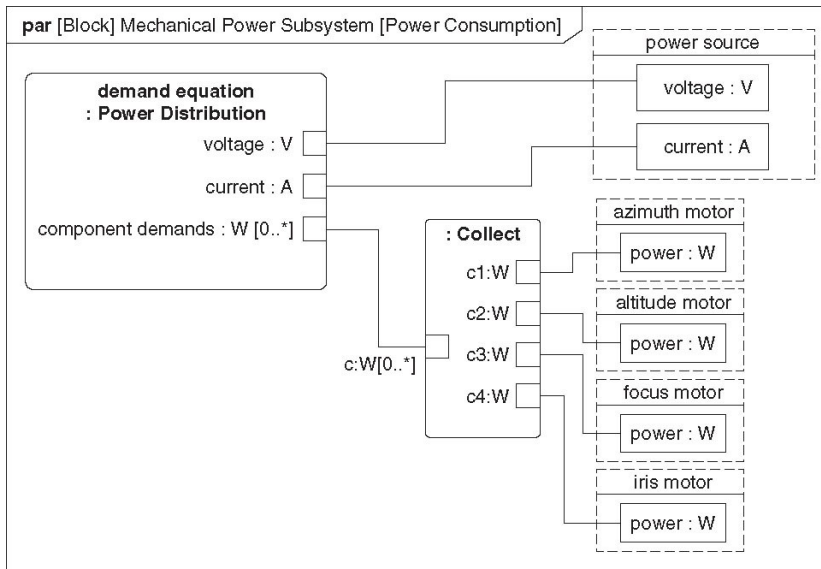 par [Block] Mechanical Power Subsystem [Power Consumption]
power source
voltage : V
current : A
demand equation
: Power Distribution
voltage : V
current : A
component demands : W [0..*]
: Collect
c1:W
c2:W
c3:W
c4:W
c:W[0..*]
azimuth motor
power : W
altitude motor
power : W
focus motor
power : W
iris motor
power : W